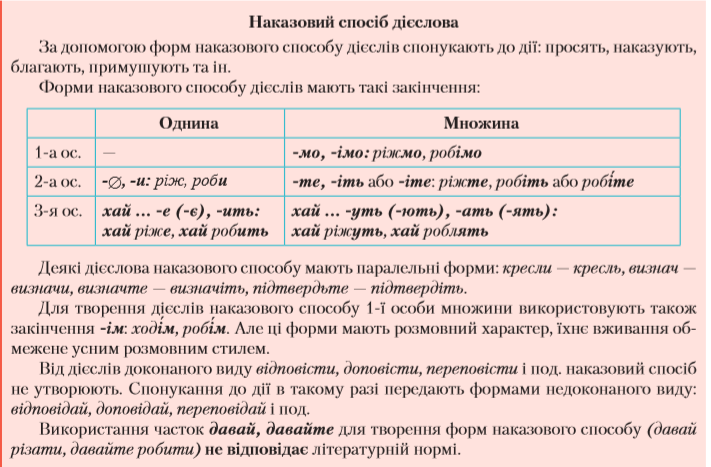 Наказовий спосіб дієслова
За допомогою форм наказового способу дієслів спонукають до дії: просять, наказують,
благають, примушують та ін.
Форми наказового способу дієслів мають такі закінчення:
Однина Множина
1-а ос. — -мо, -імо: ріжмо, робімо
2-а ос. -∅, -и: ріж, роби -те, -іть або -іте: ріжте, робіть або робі́те
3-я ос. хай ... -е (-є), -ить: хай ... -уть (-ють), -ать (-ять):
хай ріже, хай робить хай ріжуть, хай роблять
Деякі дієслова наказового способу мають паралельні форми: кресли — кресль, визнач —
визначи, визначте — визначіть, підтвердьте — підтвердіть.
Для творення дієслів наказового способу 1-ї особи множини використовують також
закінчення -ім: ході́м, робі́м. Але ці форми мають розмовний характер, їхнє вживання об-
межене усним розмовним стилем.
Від дієслів доконаного виду відповісти, доповісти, переповісти і под. наказовий спосіб
не утворюють. Спонукання до дії в такому разі передають формами недоконаного виду:
відповідай, доповідай, переповідай і под.
Використання часток давай, давайте для творення форм наказового способу (давай
різати, давайте робити) не відповідає літературній нормі.